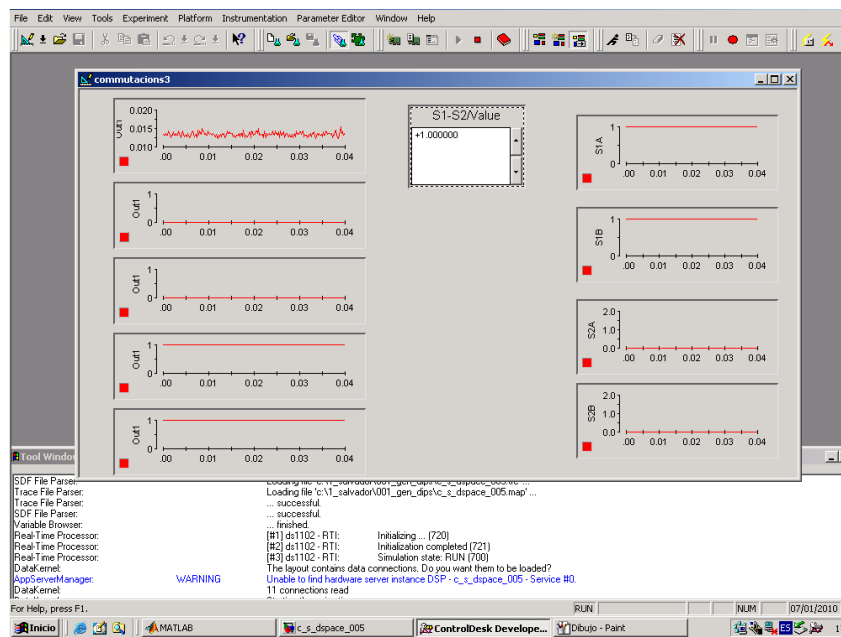 File Edit View Tools Experiment Platform Instrumentation Parameter Editor Window Help
commutacions3
0.020
0.015
0.010
Out1
.00 0.01 0.02 0.03 0.04
1
Out1
0
.00 0.01 0.02 0.03 0.04
1
Out1
0
.00 0.01 0.02 0.03 0.04
1
Out1
0
.00 0.01 0.02 0.03 0.04
1
Out1
0
.00 0.01 0.02 0.03 0.04
S1-S2/Value
+1.000000
1
S1A
0
.00 0.01 0.02 0.03 0.04
1
S1B
0
.00 0.01 0.02 0.03 0.04
2.0
S2A
1.0
0.0
.00 0.01 0.02 0.03 0.04
2.0
S2B
1.0
0.0
.00 0.01 0.02 0.03 0.04
Tool Window
SDF File Parser: Loading file 'c:\1_salvador\001_gen_dips\c_s_dspace_005.trc' ...
Trace File Parser: Loading file 'c:\1_salvador\001_gen_dips\c_s_dspace_005.map' ...
Trace File Parser: ... successful.
SDF File Parser: ... successful.
Variable Browser: ... finished.
Real-Time Processor: [#1] ds1102 - RTI: Initializing ... (720)
Real-Time Processor: [#2] ds1102 - RTI: Initialization completed (721)
Real-Time Processor: [#3] ds1102 - RTI: Simulation state: RUN (700)
DataKernel: The layout contains data connections. Do you want them to be loaded?
AppServerManager: WARNING Unable to find hardware server instance DSP - c_s_dspace_005 - Service #0.
DataKernel: 11 connections read
For Help, press F1. RUN NUM 07/01/2010
Inicio MATLAB c_s_dspace_005 ControlDesk Develope... Dibujo - Paint ES